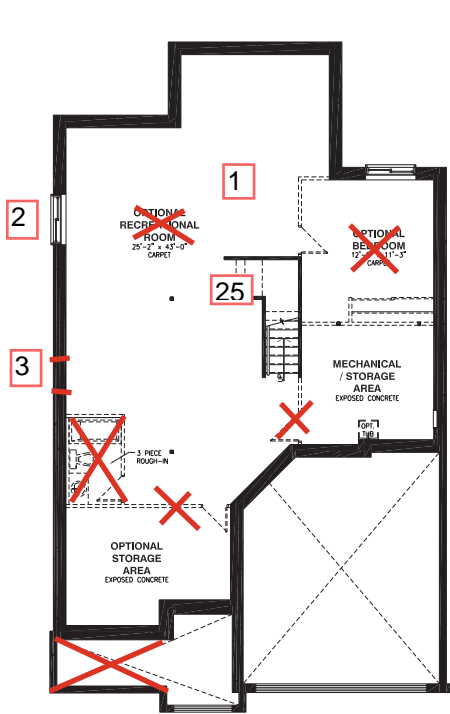 1
2
OPTIONAL
RECREATIONAL
ROOM
25'-2" x 43'-0"
CARPET
OPTIONAL
BEDROOM
CARPET
25
3
MECHANICAL
/ STORAGE
AREA
EXPOSED CONCRETE
OPT.
TUB
3 PIECE
ROUGH-IN
OPTIONAL
STORAGE
AREA
EXPOSED CONCRETE